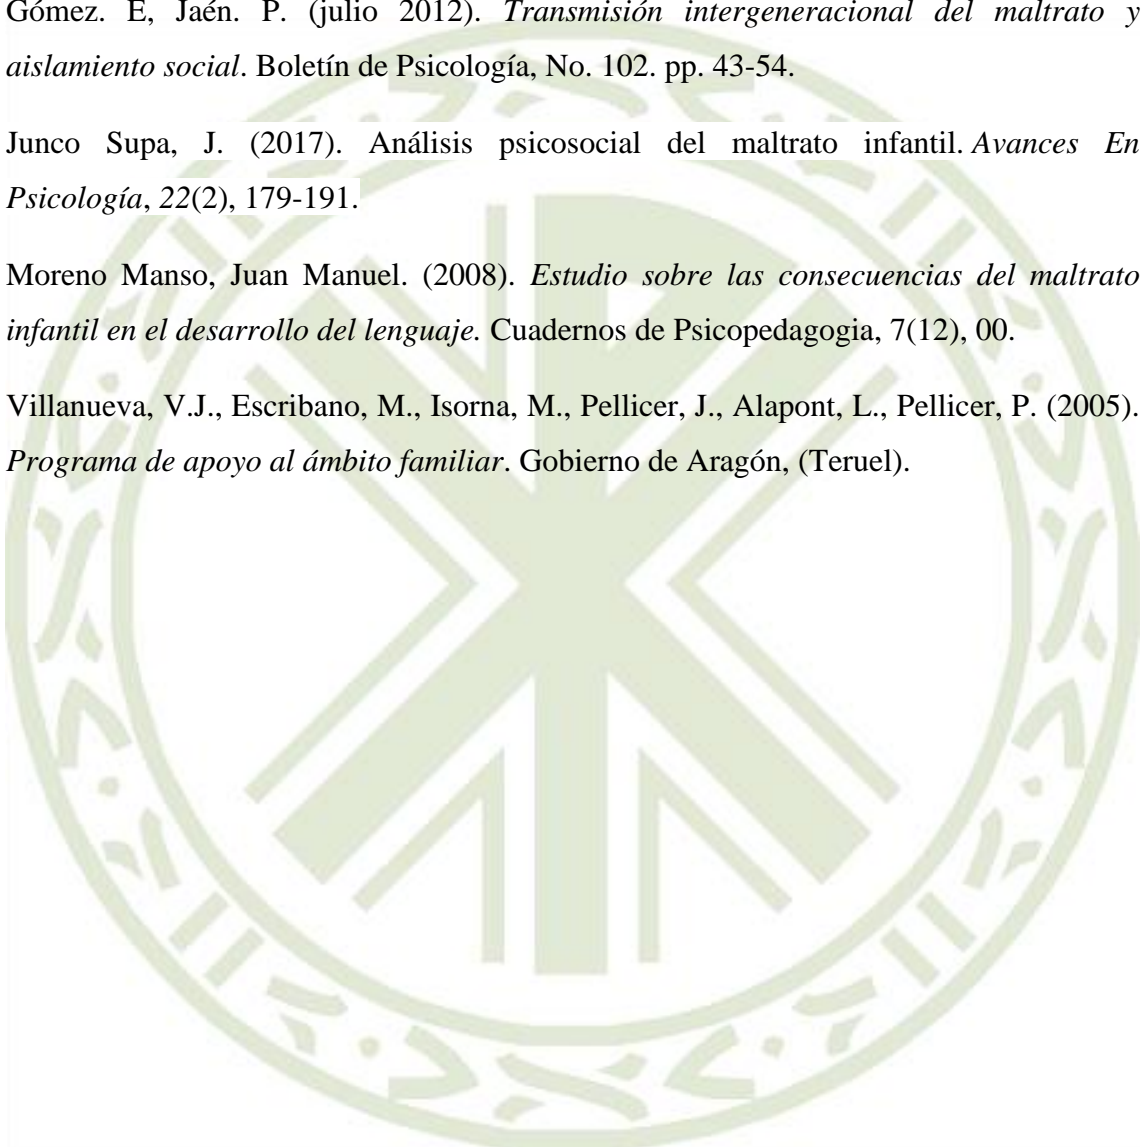 Gómez. E, Jaén. P. (julio 2012). Transmisión intergeneracional del maltrato y
aislamiento social. Boletín de Psicología, No. 102. pp. 43-54.
Junco Supa, J. (2017). Análisis psicosocial del maltrato infantil. Avances En
Psicología, 22(2), 179-191.
Moreno Manso, Juan Manuel. (2008). Estudio sobre las consecuencias del maltrato
infantil en el desarrollo del lenguaje. Cuadernos de Psicopedagogia, 7(12), 00.
Villanueva, V.J., Escribano, M., Isorna, M., Pellicer, J., Alapont, L., Pellicer, P. (2005).
Programa de apoyo al ámbito familiar. Gobierno de Aragón, (Teruel).